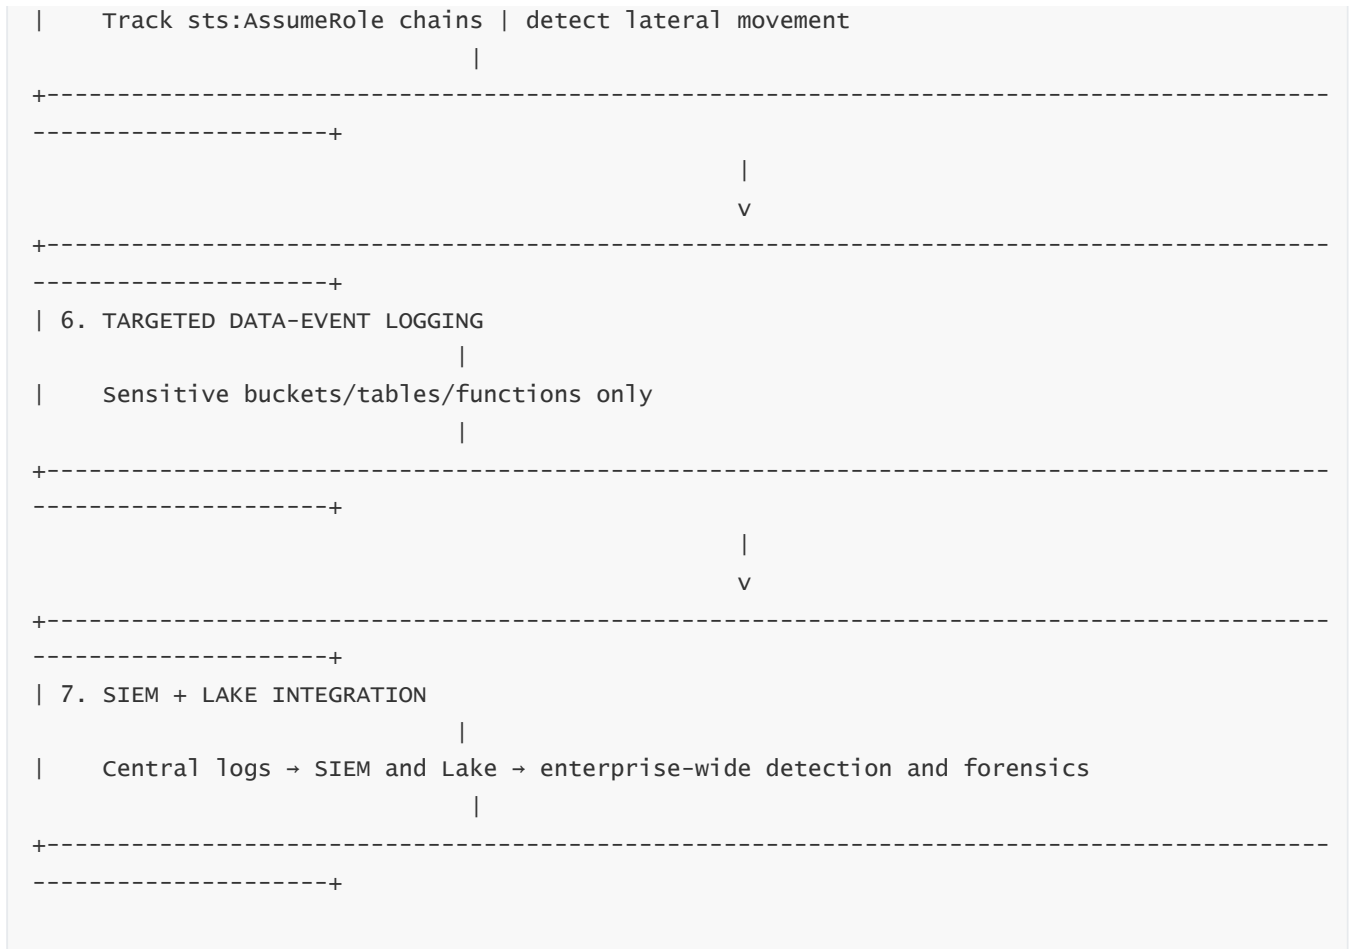 |    Track sts:AssumeRole chains | detect lateral movement
                               |
+------------------------------------------------------------------------------------------
---------------------+
                                                  |
                                                  v
+------------------------------------------------------------------------------------------
---------------------+
| 6. TARGETED DATA-EVENT LOGGING
                              |
|    Sensitive buckets/tables/functions only
                              |
+------------------------------------------------------------------------------------------
---------------------+
                                                  |
                                                  v
+------------------------------------------------------------------------------------------
---------------------+
| 7. SIEM + LAKE INTEGRATION
                              |
|    Central logs → SIEM and Lake → enterprise-wide detection and forensics
                               |
+------------------------------------------------------------------------------------------
---------------------+